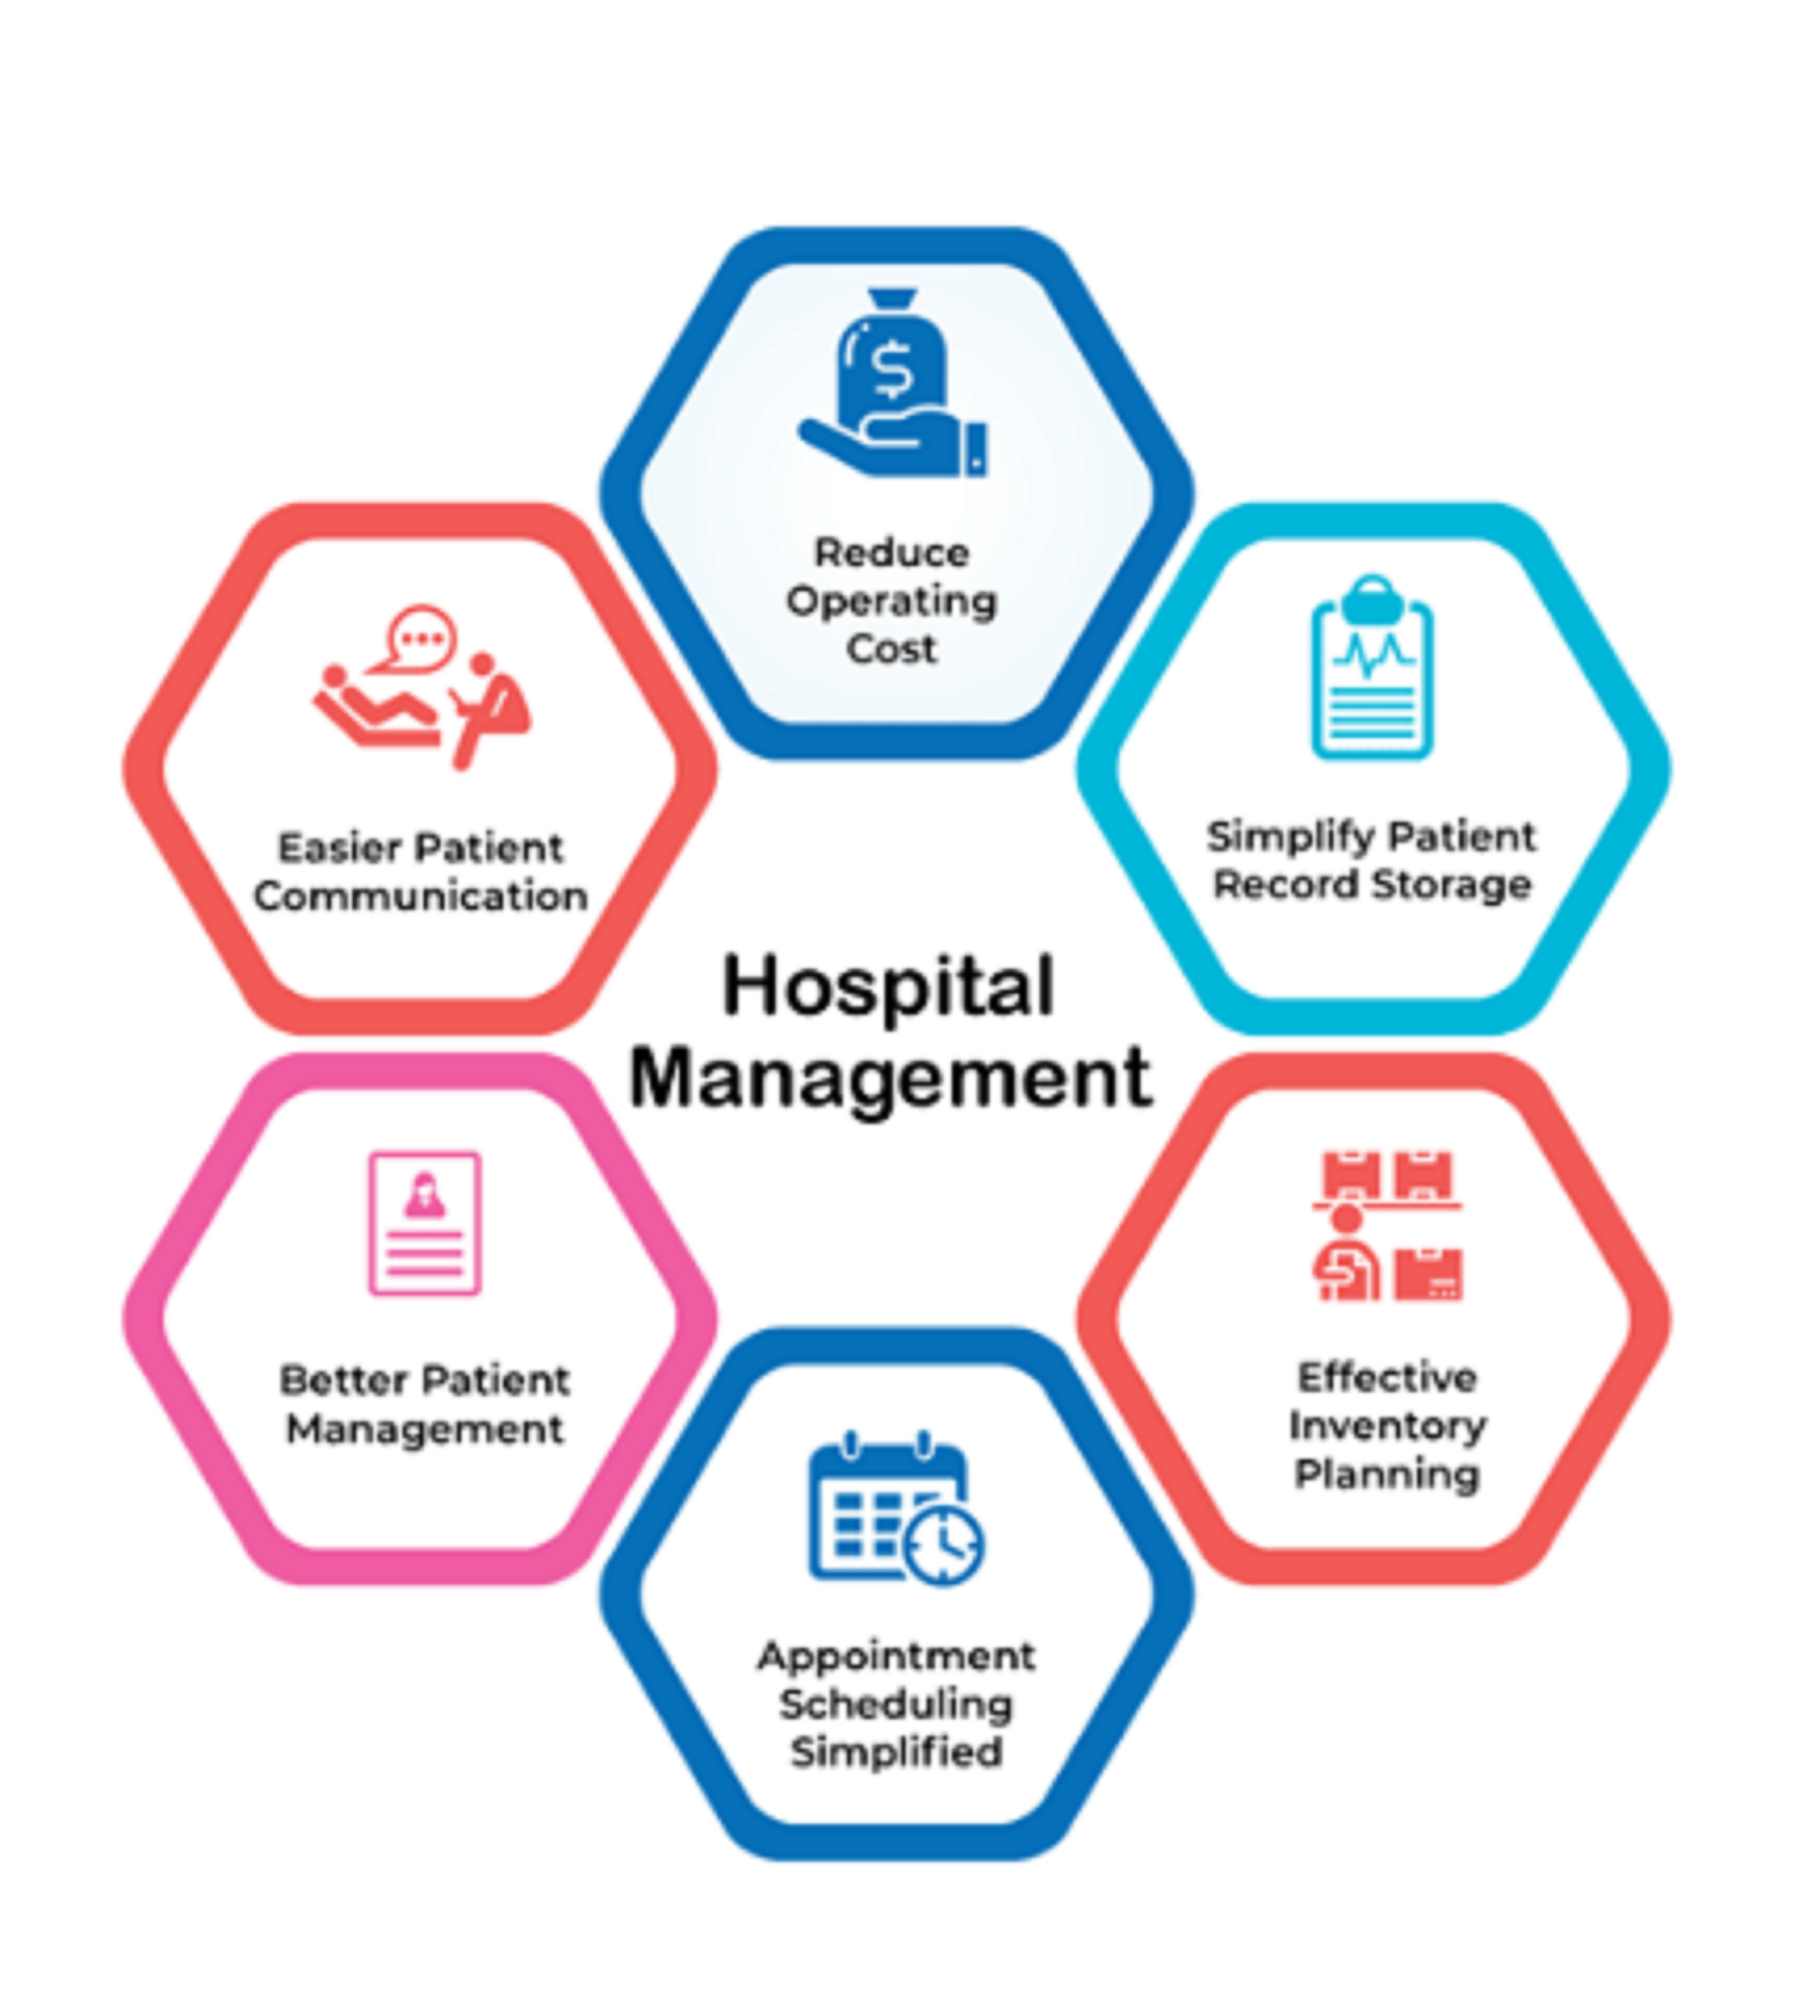 Reduce
Operating
Cost
Simplify Patient
Record Storage
Easier Patient
Communication
Hospital
Management
Effective
Inventory
Planning
Better Patient
Management
Appointment
Scheduling
Simplified